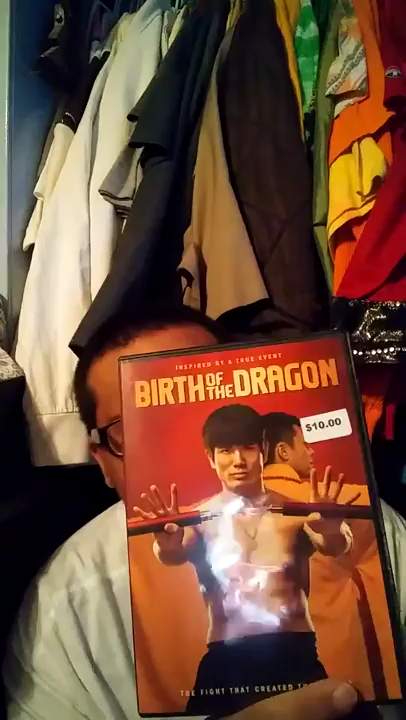 INSPIRED BY A TRUE EVENT
BIRTH OF THE DRAGON
$10.00
THE FIGHT THAT CREATED